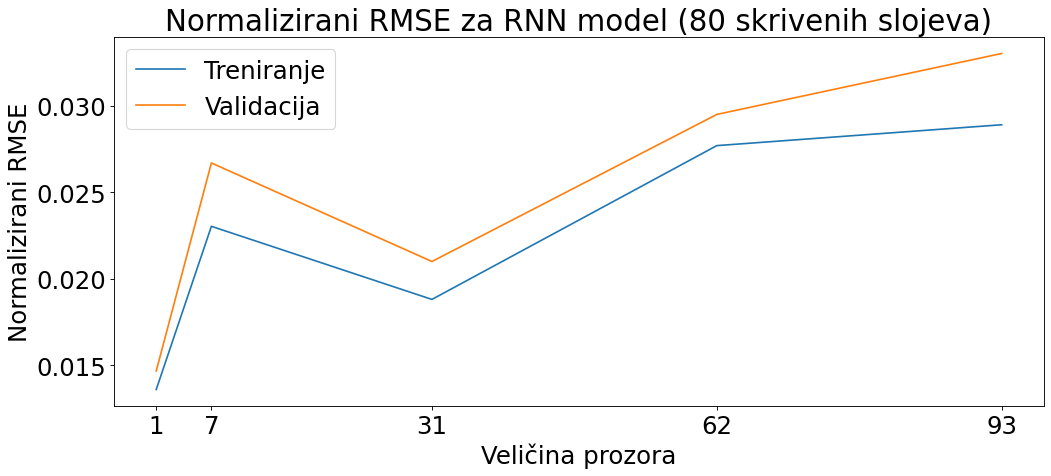 Normalizirani RMSE za RNN model (80 skrivenih slojeva)
Treniranje
Validacija
Normalizirani RMSE
0.030
0.025
0.020
0.015
1 7 31 62 93
Veličina prozora